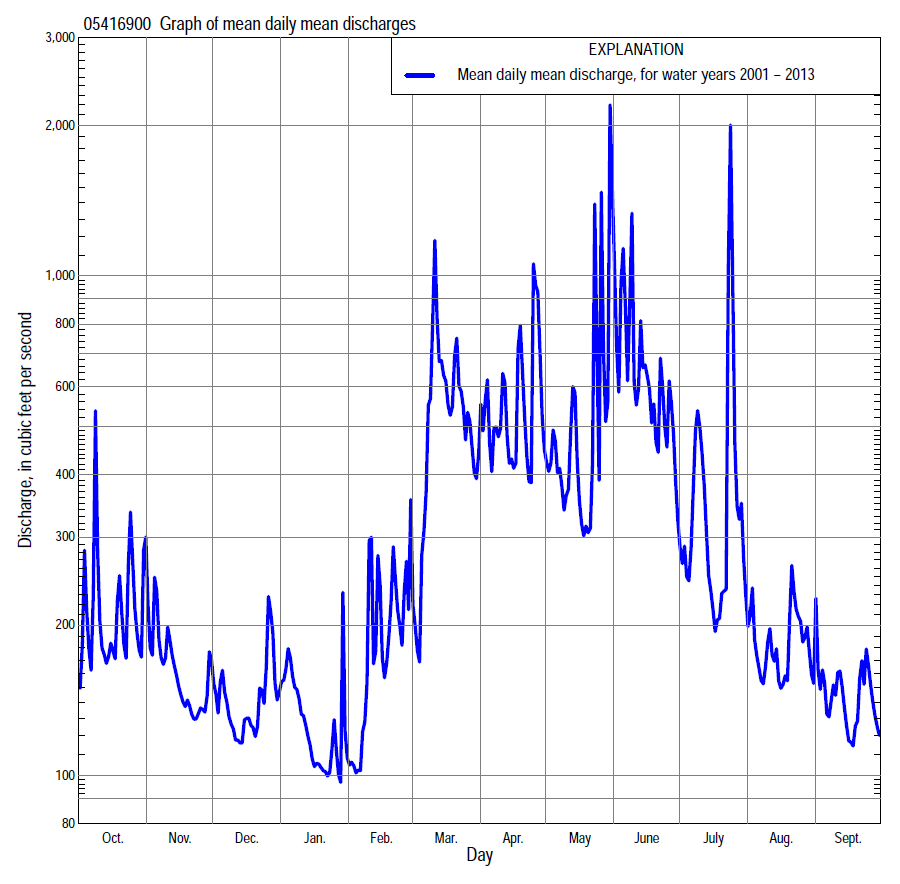 05416900 Graph of mean daily mean discharges
EXPLANATION
Mean daily mean discharge, for water years 2001 – 2013
3,000
2,000
1,000
800
600
400
300
200
100
80
Discharge, in cubic feet per second
Oct. Nov. Dec. Jan. Feb. Mar. Apr. May June July Aug. Sept.
Day